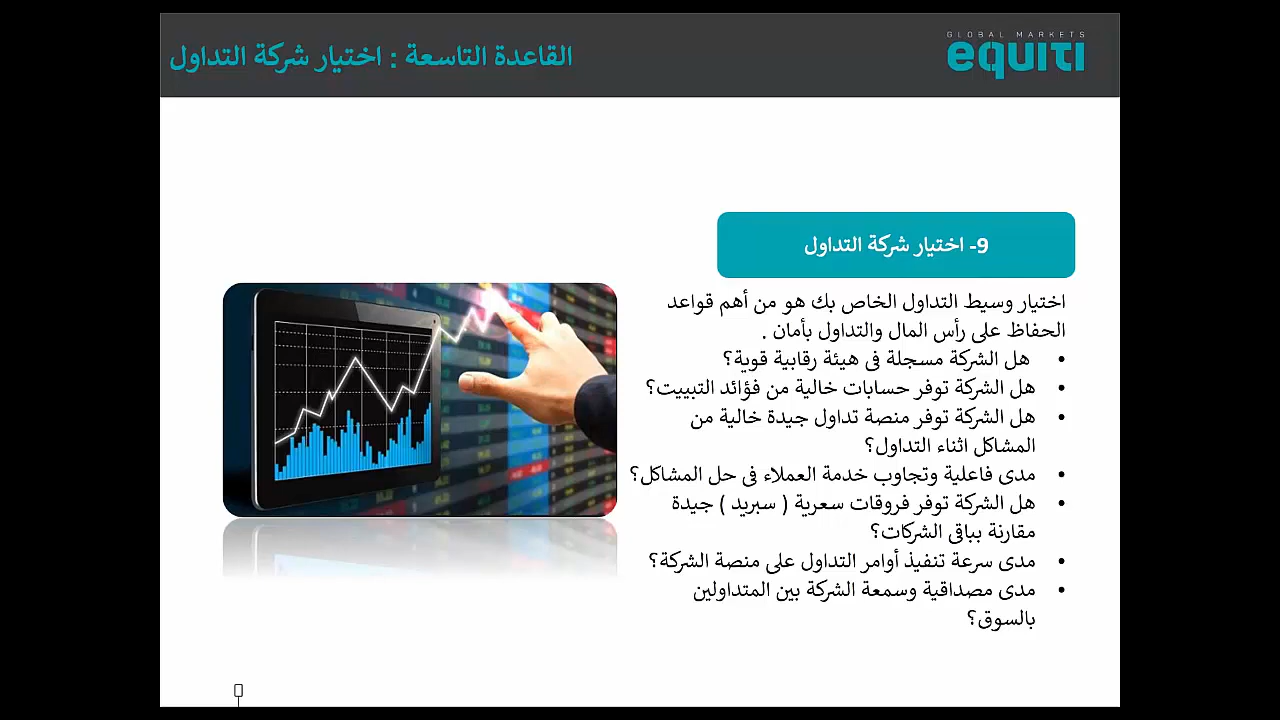 القاعدة التاسعة : اختيار شركة التداول
GLOBAL MARKETS
equiti
9- اختيار شركة التداول
اختيار وسيط التداول الخاص بك هو من أهم قواعد
الحفاظ على رأس المال والتداول بأمان .
• هل الشركة مسجلة فى هيئة رقابية قوية؟
• هل الشركة توفر حسابات خالية من فؤائد التبييت؟
• هل الشركة توفر منصة تداول جيدة خالية من
المشاكل اثناء التداول؟
• مدى فاعلية وتجاوب خدمة العملاء فى حل المشاكل؟
• هل الشركة توفر فروقات سعرية ( سبريد ) جيدة
مقارنة بباقى الشركات؟
• مدى سرعة تنفيذ أوامر التداول على منصة الشركة؟
• مدى مصداقية وسمعة الشركة بين المتداولين
بالسوق؟